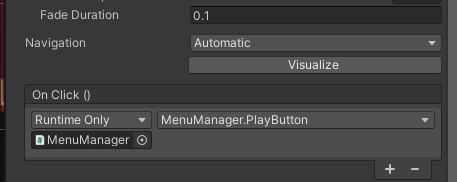 Fade Duration 0.1
Navigation Automatic
Visualize
On Click ()
Runtime Only MenuManager.PlayButton
MenuManager